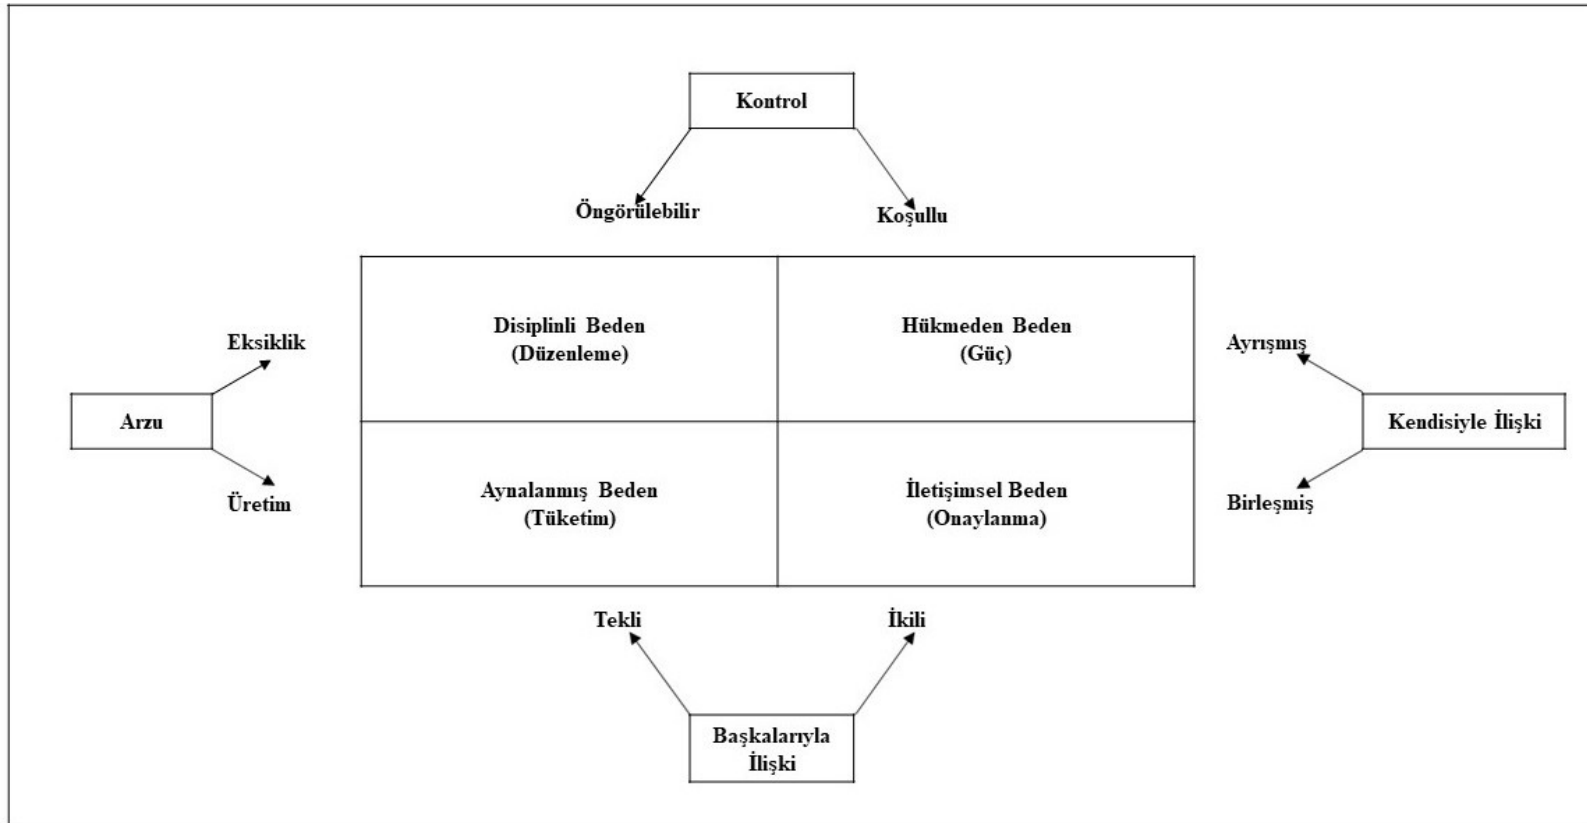 Kontrol
Öngörülebilir
Koşullu
Disiplinli Beden
(Düzenleme)
Hükmeden Beden
(Güç)
Eksiklik
Ayrışmış
Arzu
Kendisiyle İlişki
Üretim
Birleşmiş
Aynalanmış Beden
(Tüketim)
İletişimsel Beden
(Onaylanma)
Tekli
İkili
Başkalarıyla
İlişki